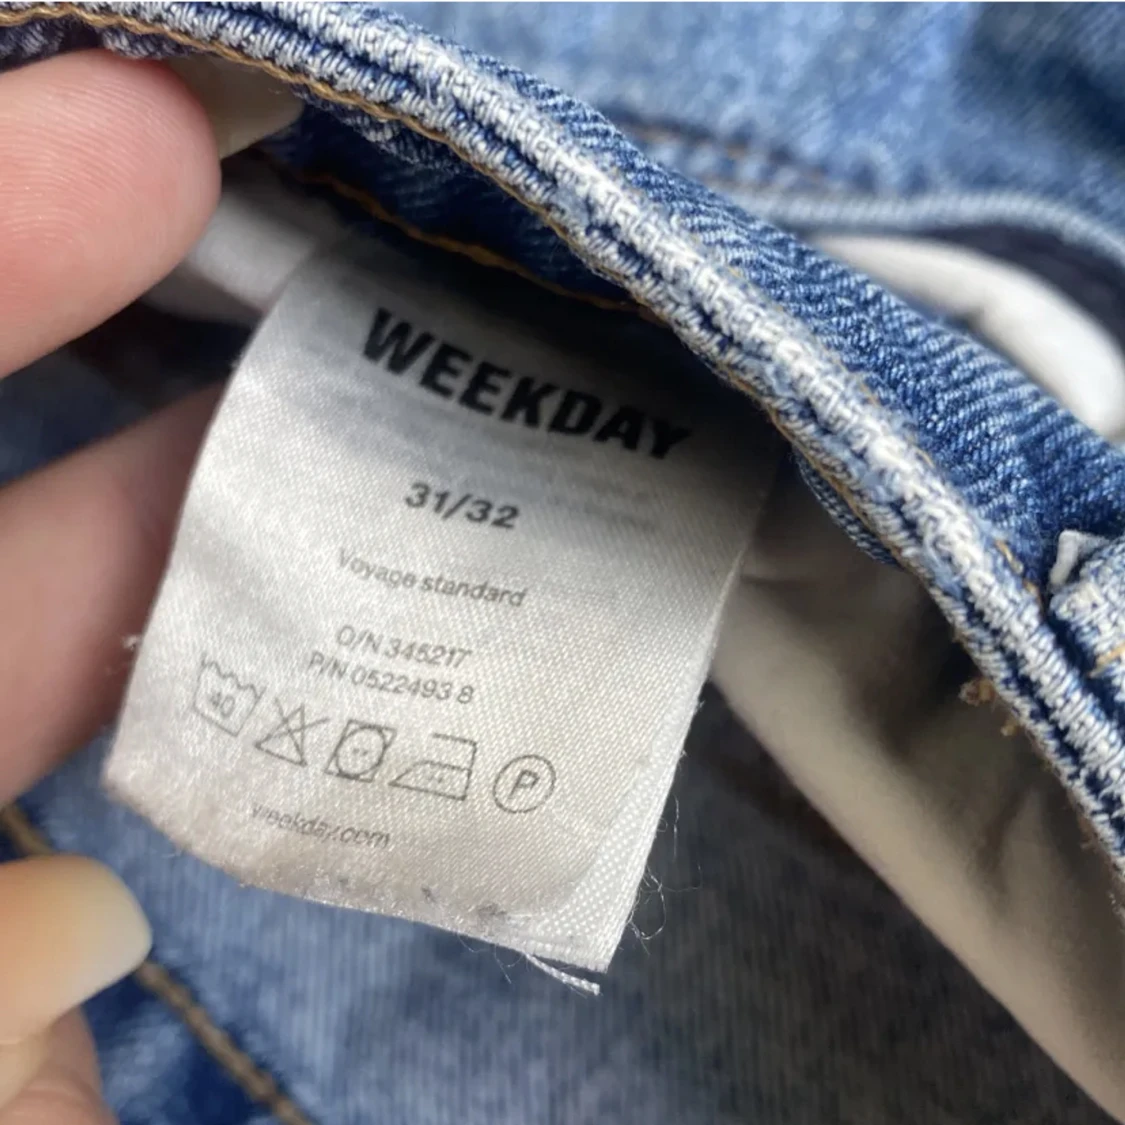 WEEKDAY
31/32
Voyage standard
O/N 345217
P/N 0522493 8
40
P
weekday.com